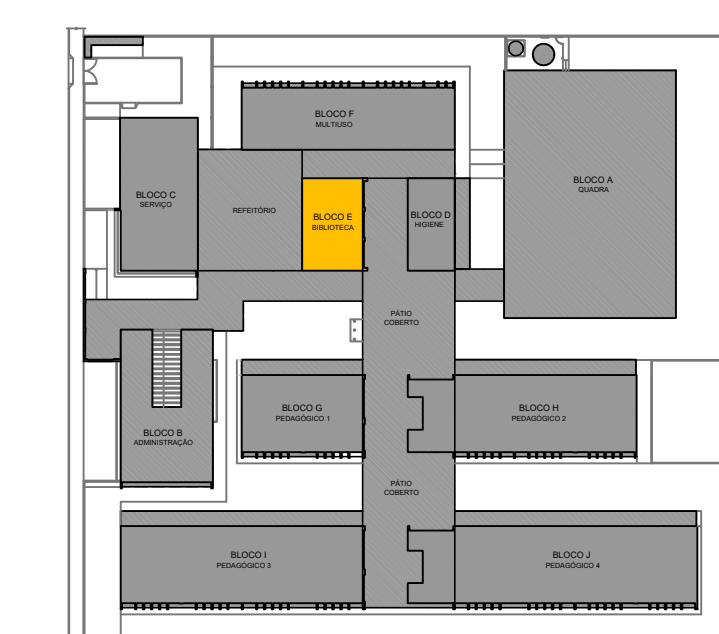 BLOCO F
MULTIUSO
BLOCO A
QUADRA
BLOCO C
SERVIÇO
REFEITÓRIO
BLOCO E
BIBLIOTECA
BLOCO D
HIGIENE
PÁTIO
COBERTO
BLOCO G
PEDAGÓGICO 1
BLOCO H
PEDAGÓGICO 2
BLOCO B
ADMINISTRAÇÃO
PÁTIO
COBERTO
BLOCO I
PEDAGÓGICO 3
BLOCO J
PEDAGÓGICO 4